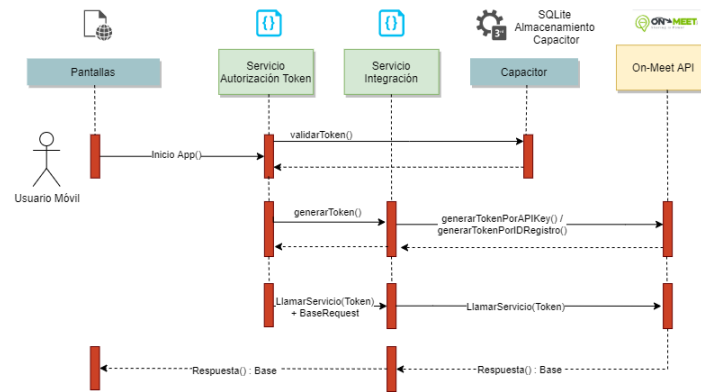 SQLite
Almacenamiento
Capacitor
ON MEET
Pantallas
Servicio
Autorización Token
Servicio
Integración
Capacitor
On-Meet API
validarToken()
Inicio App()
Usuario Móvil
generarToken()
generarTokenPorAPIKey() /
generarTokenPorIDRegistro()
LlamarServicio(Token)
+ BaseRequest
LlamarServicio(Token)
Respuesta() : Base
Respuesta() : Base